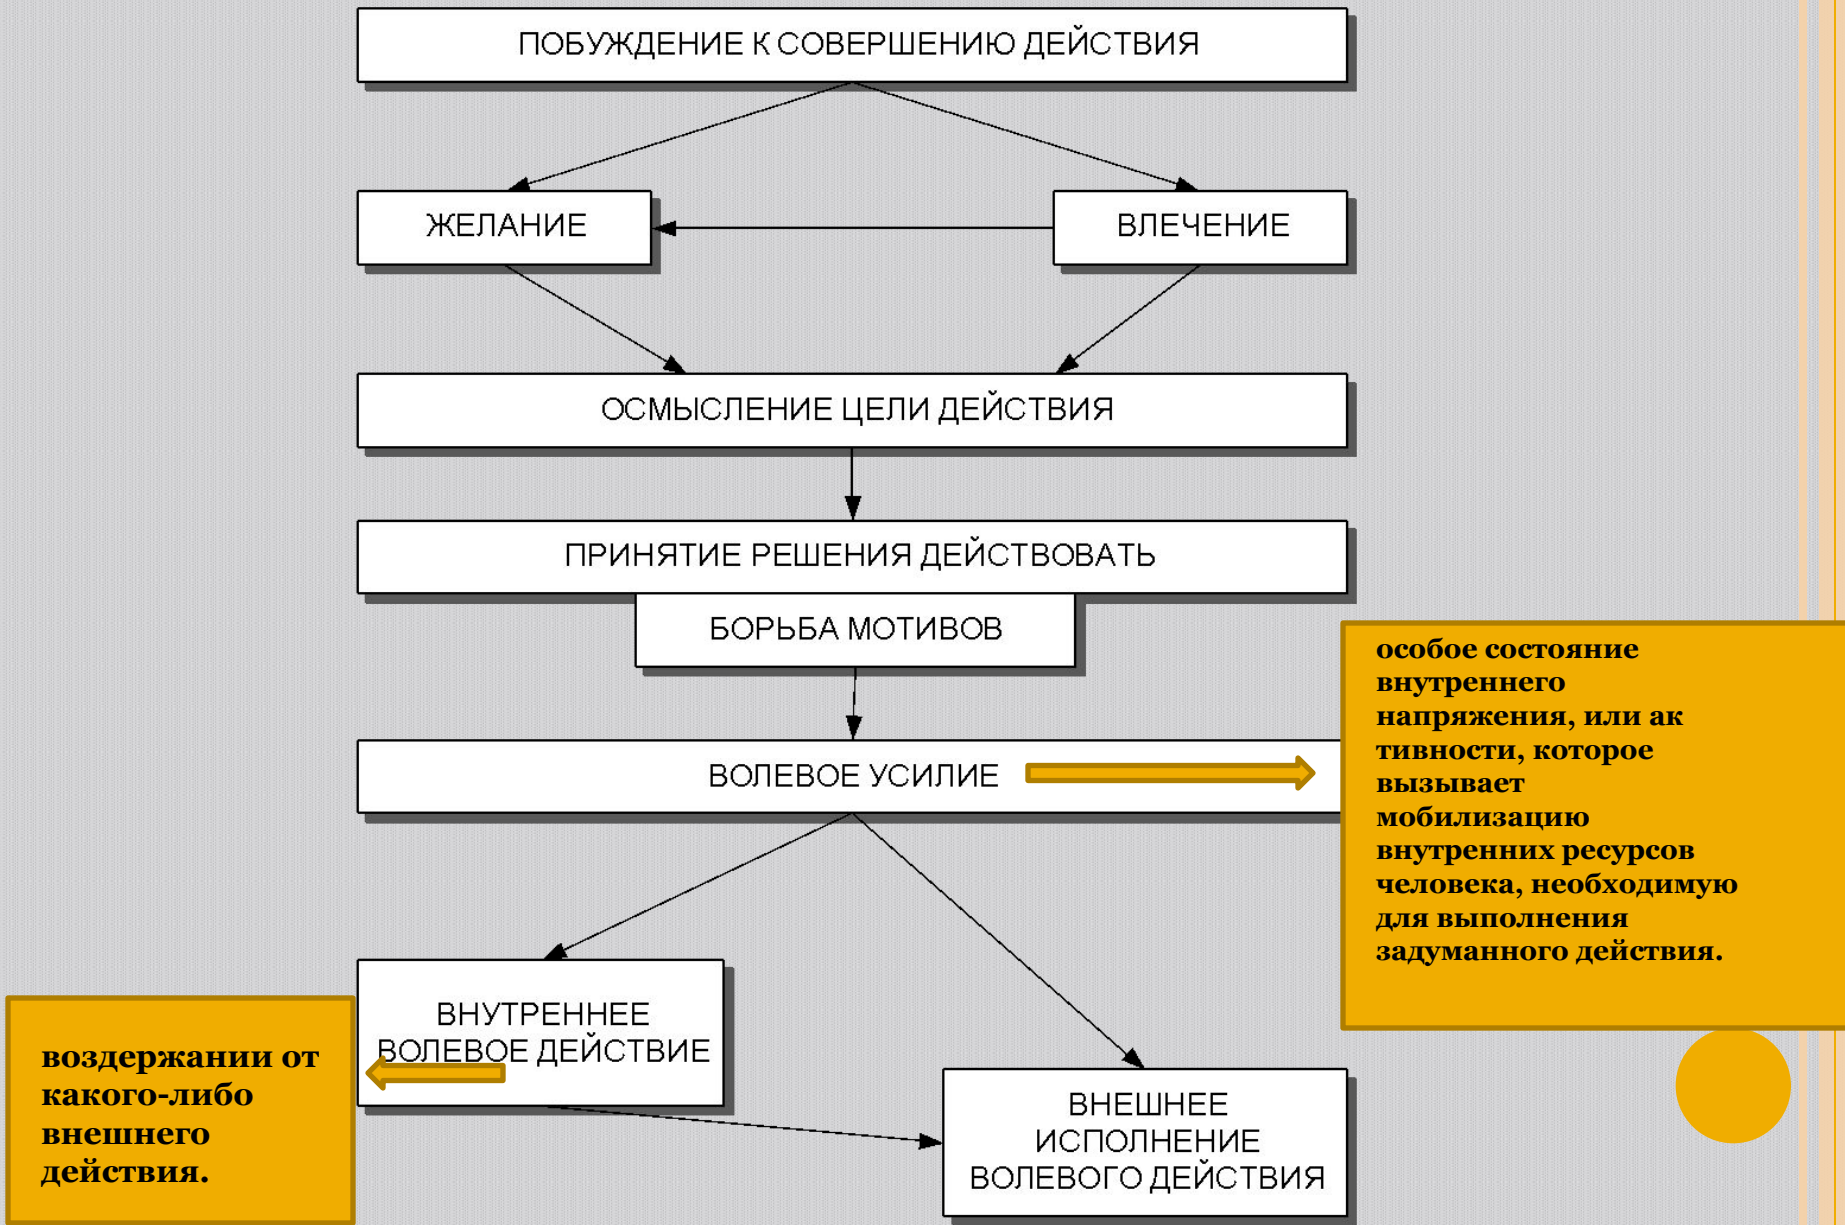 ПОБУЖДЕНИЕ К СОВЕРШЕНИЮ ДЕЙСТВИЯ
ЖЕЛАНИЕ
ВЛЕЧЕНИЕ
ОСМЫСЛЕНИЕ ЦЕЛИ ДЕЙСТВИЯ
ПРИНЯТИЕ РЕШЕНИЯ ДЕЙСТВОВАТЬ
БОРЬБА МОТИВОВ
ВОЛЕВОЕ УСИЛИЕ
особое состояние
внутреннего
напряжения, или ак
тивности, которое
вызывает
мобилизацию
внутренних ресурсов
человека, необходимую
для выполнения
задуманного действия.
ВНУТРЕННЕЕ
ВОЛЕВОЕ ДЕЙСТВИЕ
воздержании от
какого-либо
внешнего
действия.
ВНЕШНЕЕ
ИСПОЛНЕНИЕ
ВОЛЕВОГО ДЕЙСТВИЯ